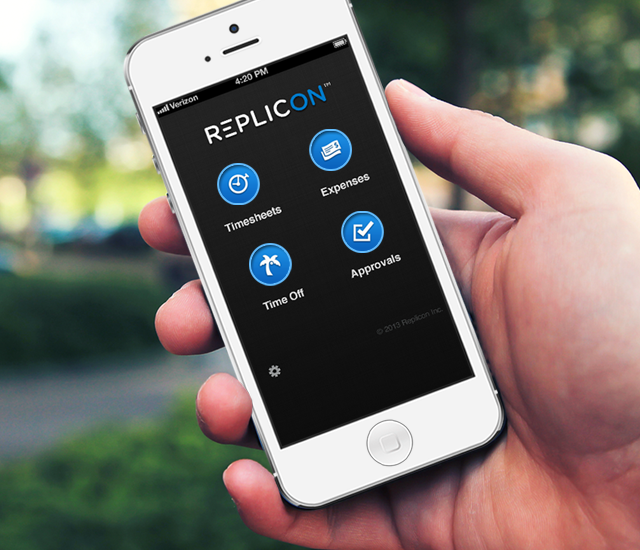 Verizon 4:20 PM
REPLICON™
Timesheets Expenses
Time Off Approvals
© 2013 Replicon Inc.